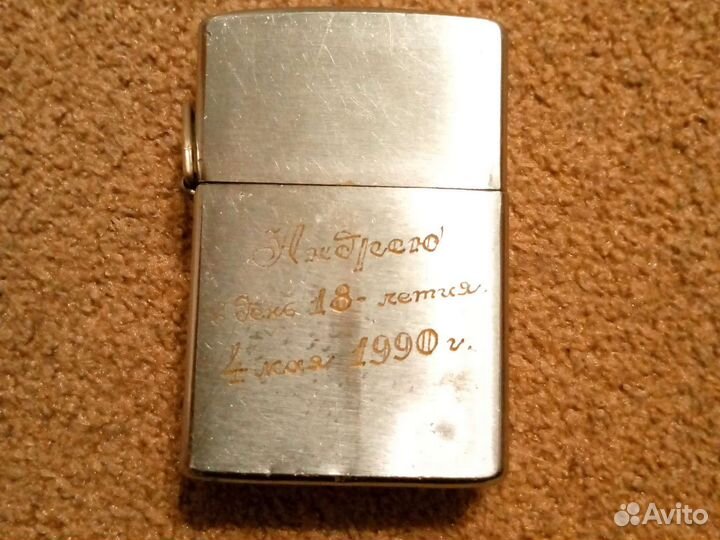 Андрею
в день 18-летия.
4 мая 1990 г.
Avito